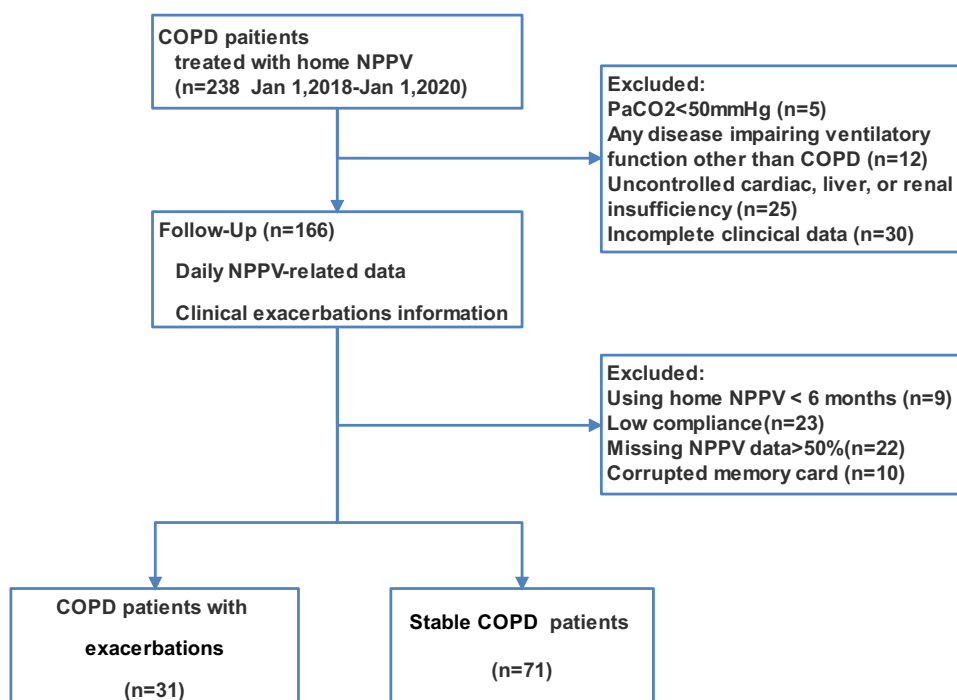 COPD paitients
treated with home NPPV
(n=238 Jan 1,2018-Jan 1,2020)
Excluded:
PaCO2<50mmHg (n=5)
Any disease impairing ventilatory
function other than COPD (n=12)
Uncontrolled cardiac, liver, or renal
insufficiency (n=25)
Incomplete clincical data (n=30)
Follow-Up (n=166)
Daily NPPV-related data
Clinical exacerbations information
Excluded:
Using home NPPV < 6 months (n=9)
Low compliance(n=23)
Missing NPPV data>50%(n=22)
Corrupted memory card (n=10)
COPD patients with
exacerbations
(n=31)
Stable COPD patients
(n=71)